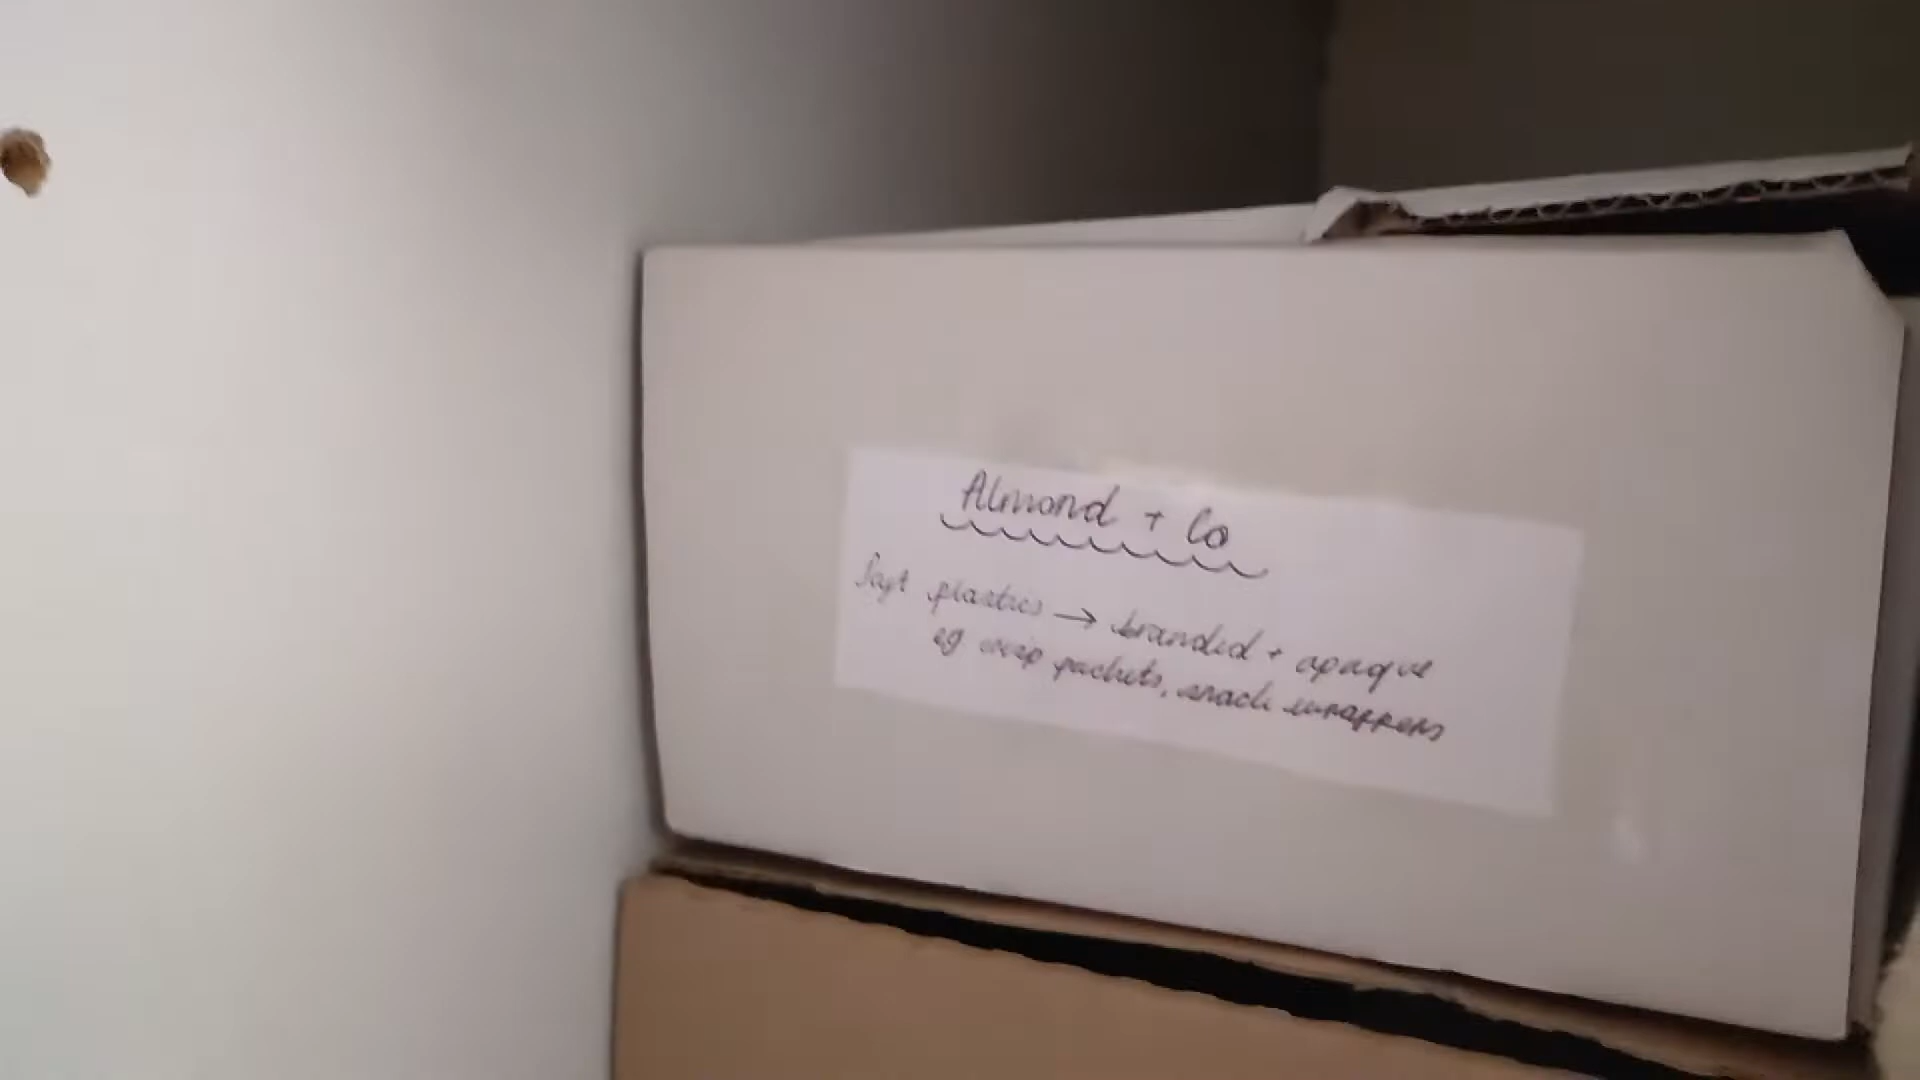 Almond + Co
Soft plastics → branded + opaque
eg crisp packets, snack wrappers